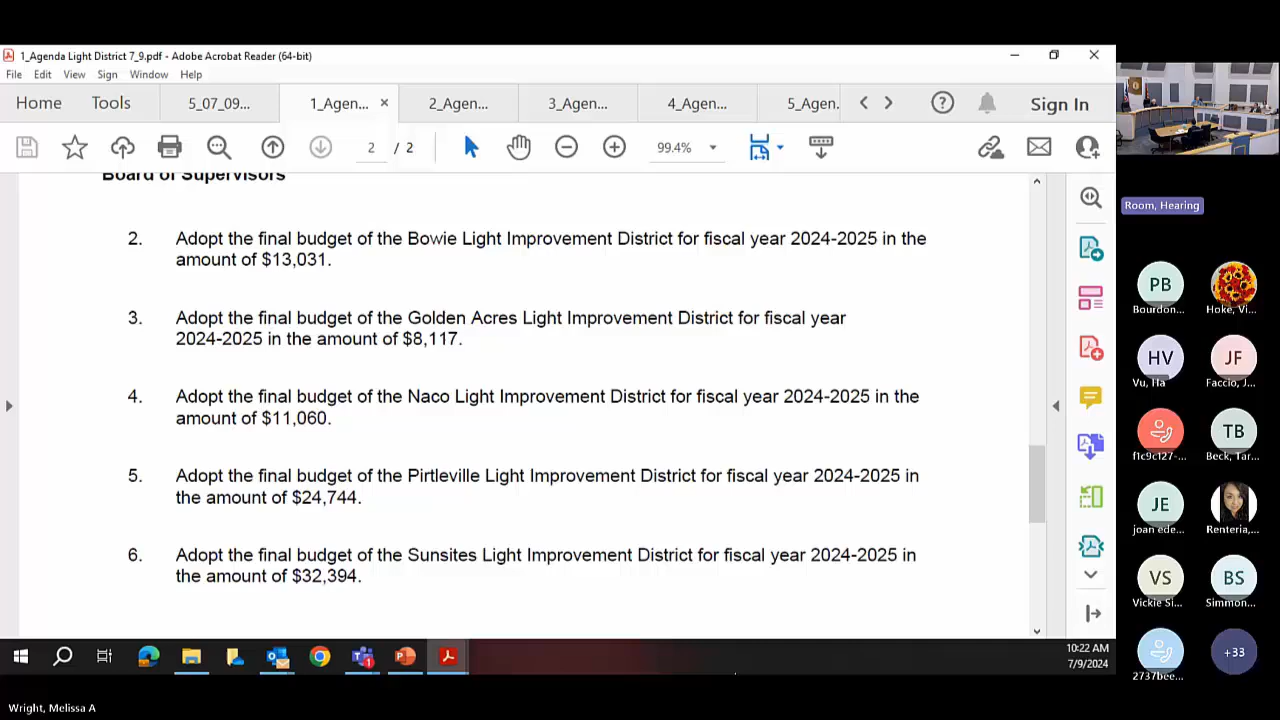 1_Agenda Light District 7_9.pdf - Adobe Acrobat Reader (64-bit)
File Edit View Sign Window Help
Home Tools 5_07_09... 1_Agen... × 2_Agen... 3_Agen... 4_Agen... 5_Agen. Sign In
2 / 2 99.4%
Board of Supervisors
2. Adopt the final budget of the Bowie Light Improvement District for fiscal year 2024-2025 in the
amount of $13,031.
3. Adopt the final budget of the Golden Acres Light Improvement District for fiscal year
2024-2025 in the amount of $8,117.
4. Adopt the final budget of the Naco Light Improvement District for fiscal year 2024-2025 in the
amount of $11,060.
5. Adopt the final budget of the Pirtleville Light Improvement District for fiscal year 2024-2025 in
the amount of $24,744.
6. Adopt the final budget of the Sunsites Light Improvement District for fiscal year 2024-2025 in
the amount of $32,394.
10:22 AM
7/9/2024
Wright, Melissa A
Room, Hearing
PB
Bourdon... Hoke, Vi...
HV JF
Vu, Ha Faccio, J...
TB
f1c9c127-... Beck, Tar...
JE
joan ede... Renteria,...
VS BS
Vickie Si... Simmon...
+33
2737bee...